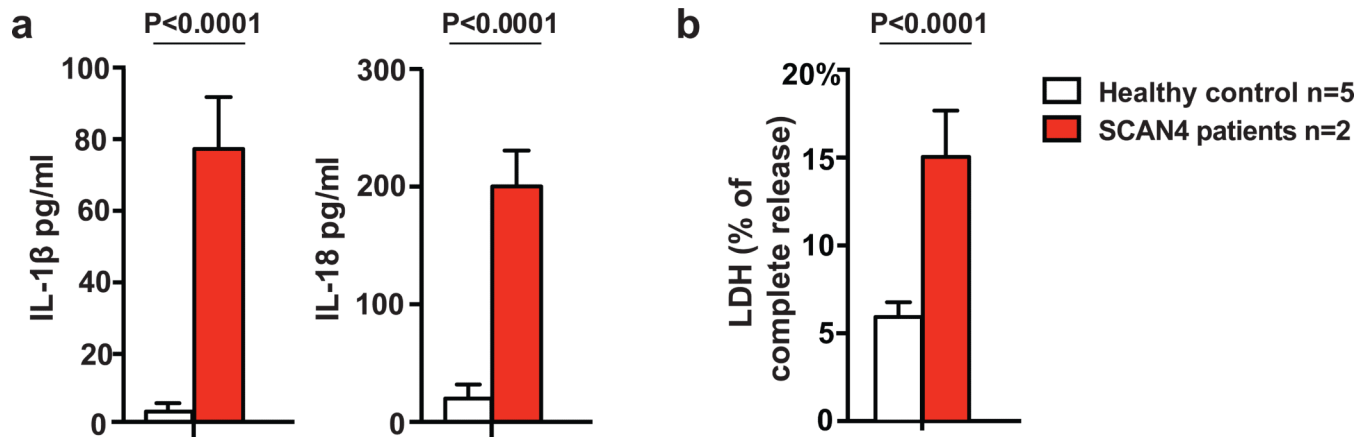 a
P<0.0001
IL-1β pg/ml
100
80
60
40
20
0
P<0.0001
IL-18 pg/ml
300
200
100
0
b
P<0.0001
LDH (% of
complete release)
20%
15
10
5
0
Healthy control n=5
SCAN4 patients n=2